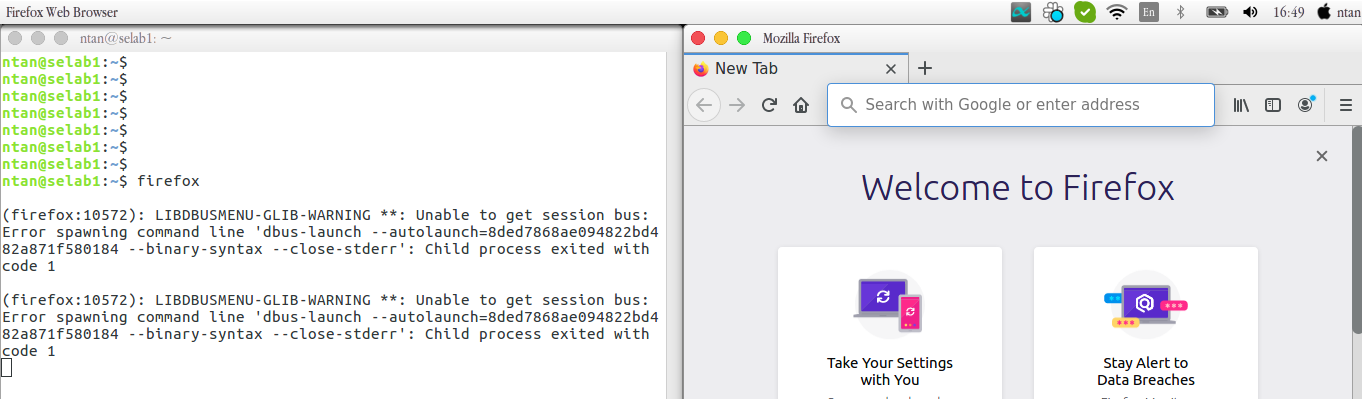 Firefox Web Browser
En
16:49
ntan
ntan@selab1: ~
ntan@selab1:~$
ntan@selab1:~$
ntan@selab1:~$
ntan@selab1:~$
ntan@selab1:~$
ntan@selab1:~$
ntan@selab1:~$
ntan@selab1:~$ firefox
(firefox:10572): LIBDBUSMENU-GLIB-WARNING **: Unable to get session bus:
Error spawning command line 'dbus-launch --autolaunch=8ded7868ae094822bd4
82a871f580184 --binary-syntax --close-stderr': Child process exited with
code 1
(firefox:10572): LIBDBUSMENU-GLIB-WARNING **: Unable to get session bus:
Error spawning command line 'dbus-launch --autolaunch=8ded7868ae094822bd4
82a871f580184 --binary-syntax --close-stderr': Child process exited with
code 1
Mozilla Firefox
New Tab
Search with Google or enter address
Welcome to Firefox
Take Your Settings
with You
Stay Alert to
Data Breaches